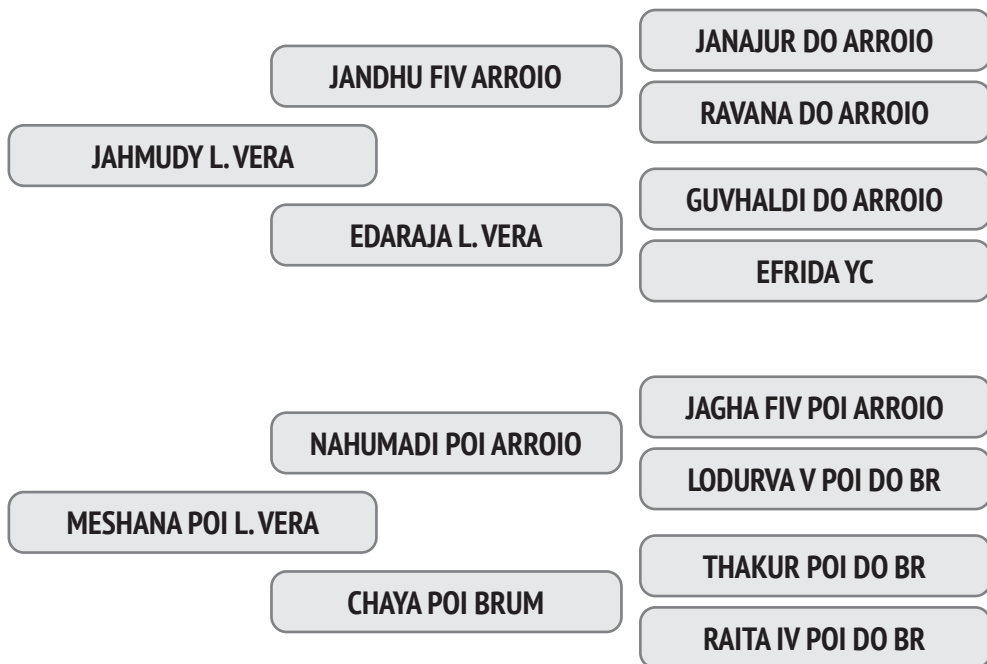 JANAJUR DO ARROIO
JANDHU FIV ARROIO
RAVANA DO ARROIO
JAHMUDY L. VERA
GUVHALDI DO ARROIO
EDARAJA L. VERA
EFRIDA YC
JAGHA FIV POI ARROIO
NAHUMADI POI ARROIO
LODURVA V POI DO BR
MESHANA POI L. VERA
THAKUR POI DO BR
CHAYA POI BRUM
RAITA IV POI DO BR